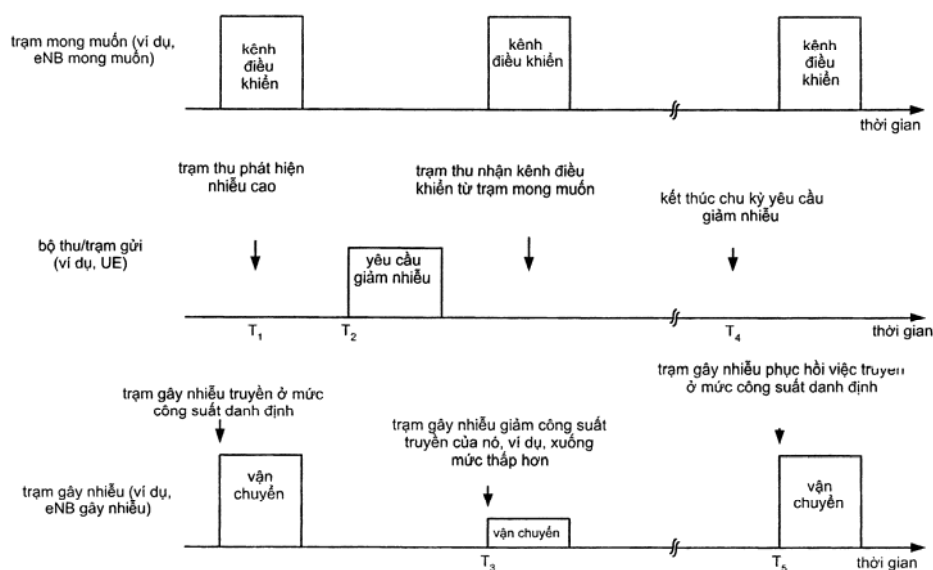 trạm mong muốn (ví dụ,
eNB mong muốn)
kênh
điều
khiển
kênh
điều khiển
kênh
điều
khiển
thời gian
trạm thu phát hiện
nhiễu cao
trạm thu nhận kênh điều
khiển từ trạm mong muốn
kết thúc chu kỳ yêu cầu
giảm nhiễu
bộ thu/trạm gửi
(ví dụ, UE)
yêu cầu
giảm nhiễu
T1
T2
T4
thời gian
trạm gây nhiễu truyền ở mức
công suất danh định
trạm gây nhiễu giảm công suất
truyền của nó, ví dụ, xuống
mức thấp hơn
trạm gây nhiễu phục hồi việc truyền
ở mức công suất danh định
trạm gây nhiễu (ví dụ,
eNB gây nhiễu)
vận
chuyển
vận chuyển
vận
chuyển
T3
T5
thời gian